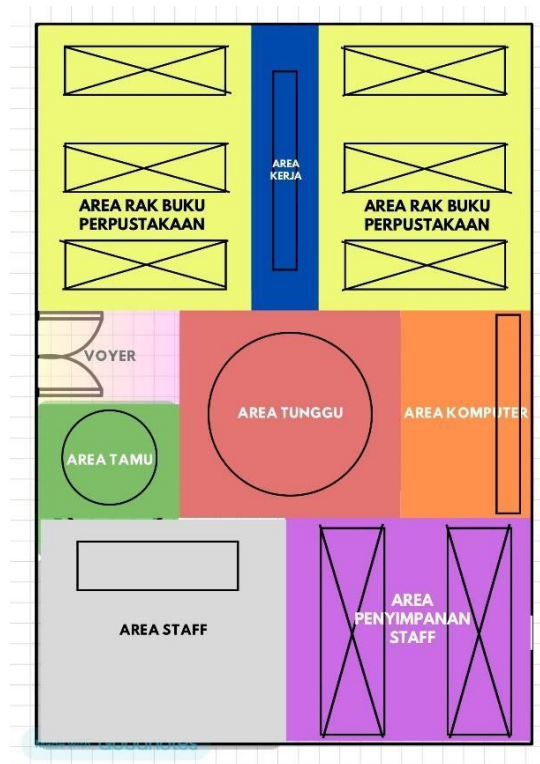 AREA
KERJA
AREA RAK BUKU
PERPUSTAKAAN
AREA RAK BUKU
PERPUSTAKAAN
VOYER
AREA TUNGGU
AREA KOMPUTER
AREA TAMU
AREA STAFF
AREA
PENYIMPANAN
STAFF